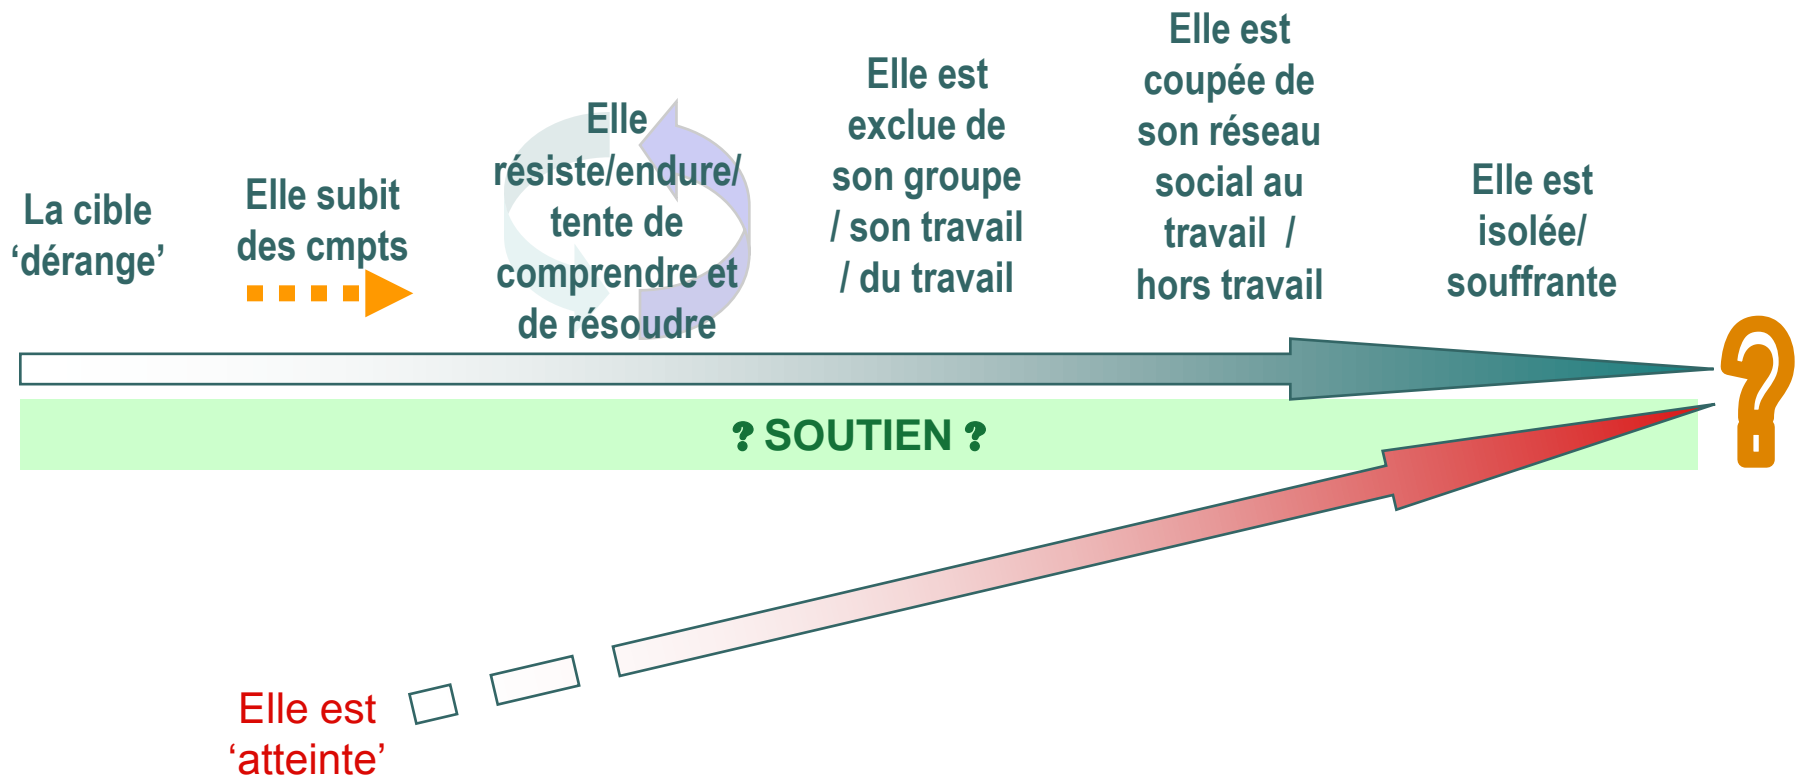 La cible
‘dérange’
Elle subit
des cmpts
Elle
résiste/endure/
tente de
comprendre et
de résoudre
Elle est
exclue de
son groupe
/ son travail
/ du travail
Elle est
coupée de
son réseau
social au
travail /
hors travail
Elle est
isolée/
souffrante
?
? SOUTIEN ?
Elle est
‘atteinte’